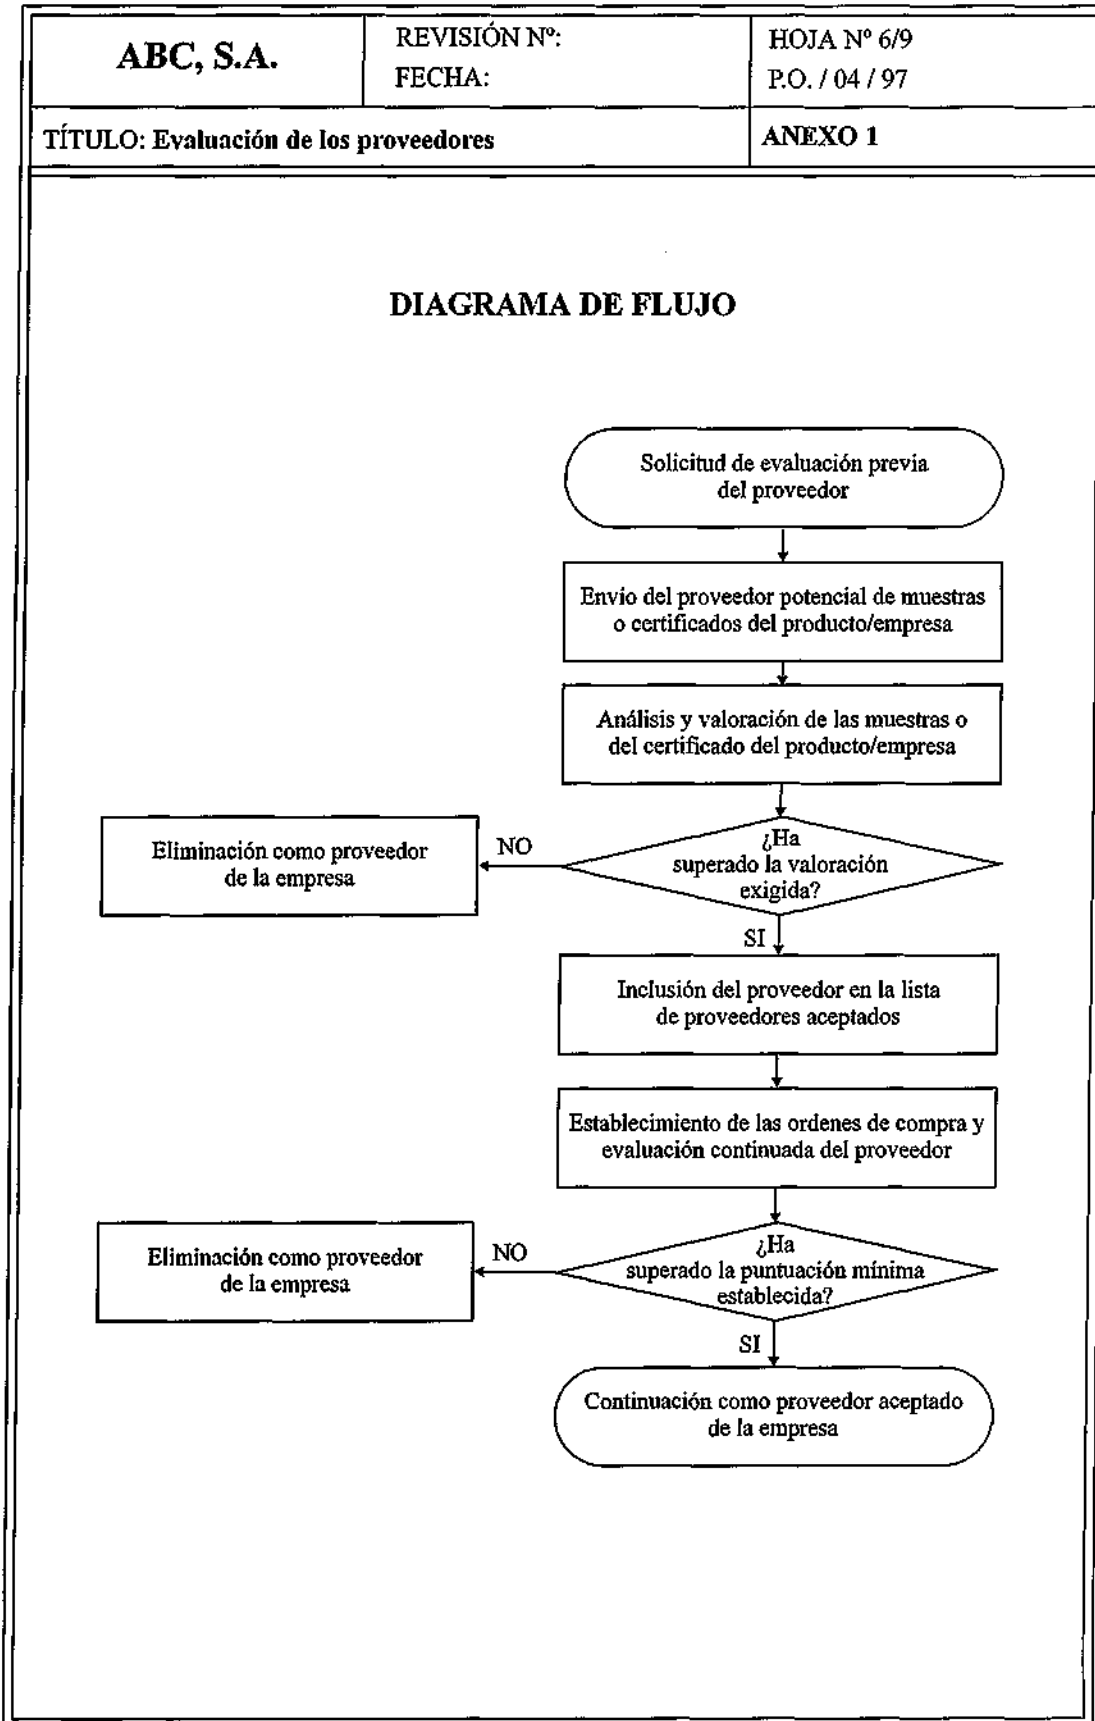 ABC, S.A.
REVISIÓN Nº:
FECHA:
HOJA Nº 6/9
P.O. / 04 / 97
TÍTULO: Evaluación de los proveedores
ANEXO 1
DIAGRAMA DE FLUJO
Solicitud de evaluación previa
del proveedor
Envío del proveedor potencial de muestras
o certificados del producto/empresa
Análisis y valoración de las muestras o
del certificado del producto/empresa
¿Ha
superado la valoración
exigida?
NO
Eliminación como proveedor
de la empresa
SI
Inclusión del proveedor en la lista
de proveedores aceptados
Establecimiento de las ordenes de compra y
evaluación continuada del proveedor
¿Ha
superado la puntuación mínima
establecida?
NO
Eliminación como proveedor
de la empresa
SI
Continuación como proveedor aceptado
de la empresa